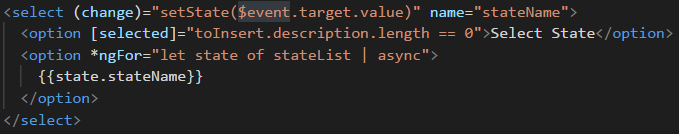 <select (change)="setState($event.target.value)" name="stateName">
<option [selected]="toInsert.description.length == 0">Select State</option>
<option *ngFor="let state of stateList | async">
{{state.stateName}}
</option>
</select>